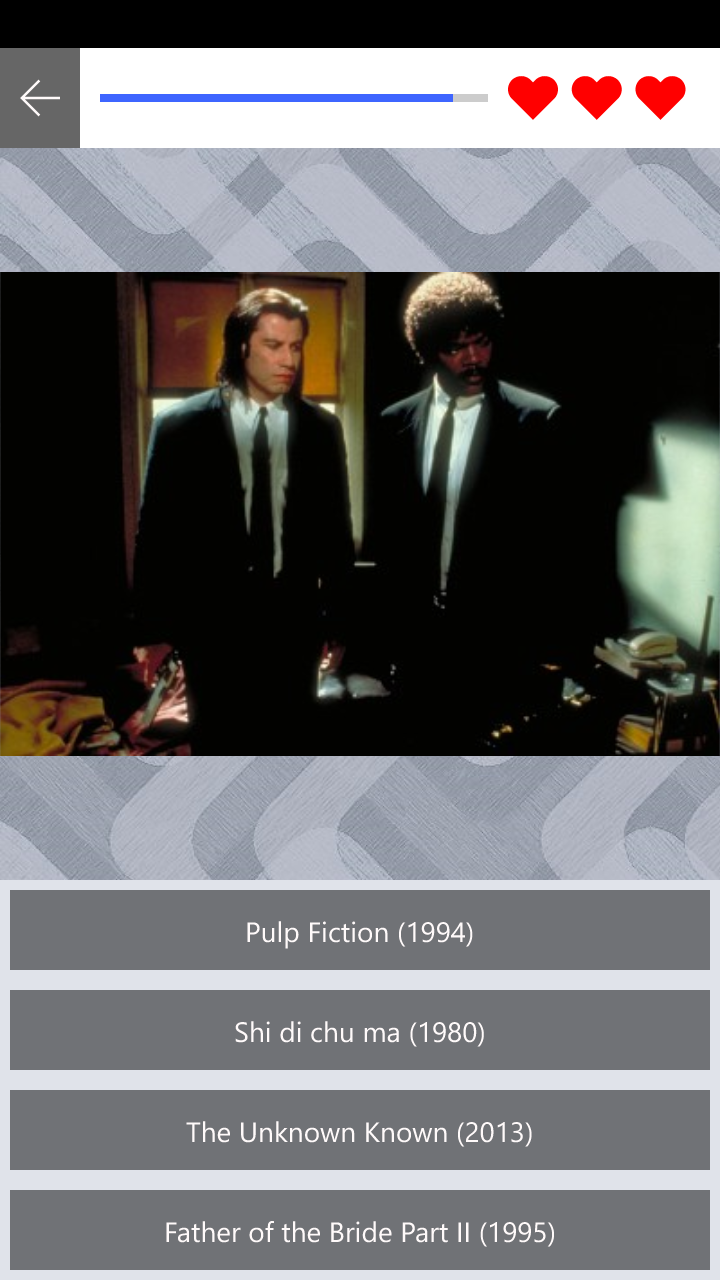 Pulp Fiction (1994)
Shi di chu ma (1980)
The Unknown Known (2013)
Father of the Bride Part II (1995)